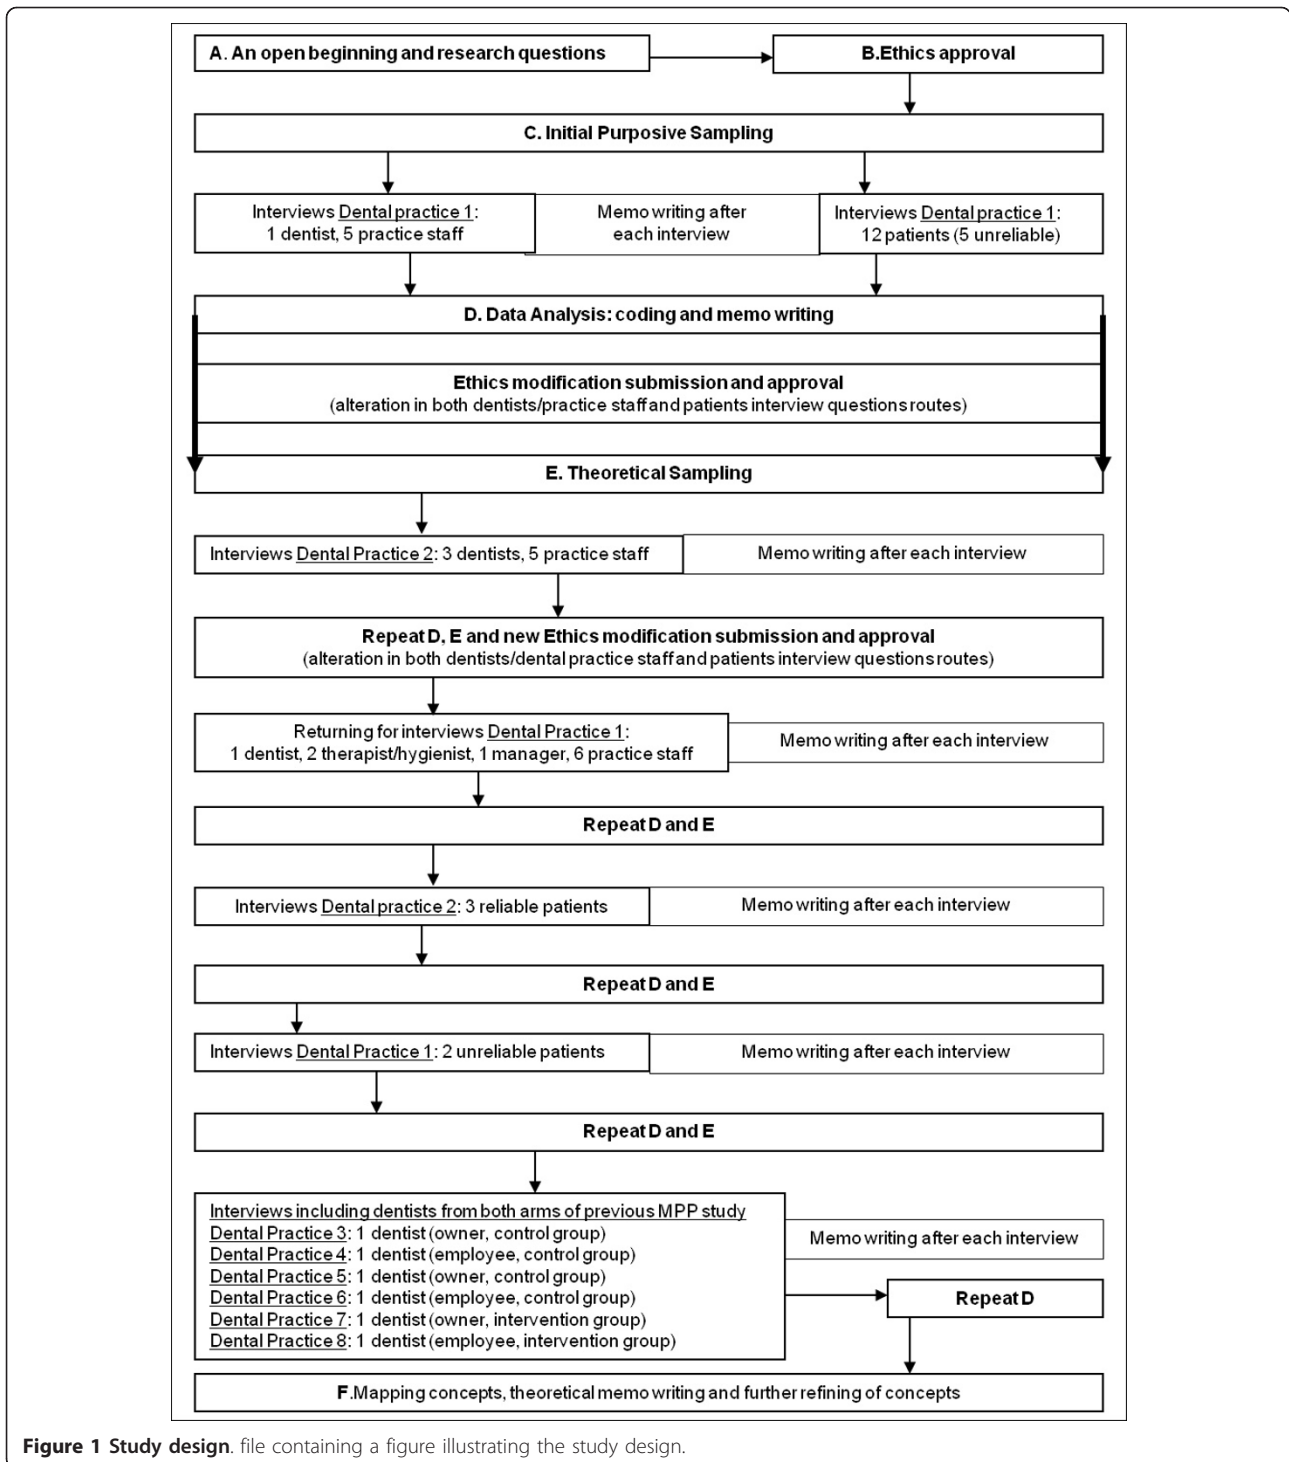 A. An open beginning and research questions
B.Ethics approval
C. Initial Purposive Sampling
Interviews Dental practice 1:
1 dentist, 5 practice staff
Memo writing after
each interview
Interviews Dental practice 1:
12 patients (5 unreliable)
D. Data Analysis: coding and memo writing
Ethics modification submission and approval
(alteration in both dentists/practice staff and patients interview questions routes)
E. Theoretical Sampling
Interviews Dental Practice 2: 3 dentists, 5 practice staff
Memo writing after each interview
Repeat D, E and new Ethics modification submission and approval
(alteration in both dentists/dental practice staff and patients interview questions routes)
Returning for interviews Dental Practice 1:
1 dentist, 2 therapist/hygienist, 1 manager, 6 practice staff
Memo writing after each interview
Repeat D and E
Interviews Dental practice 2: 3 reliable patients
Memo writing after each interview
Repeat D and E
Interviews Dental Practice 1: 2 unreliable patients
Memo writing after each interview
Repeat D and E
Interviews including dentists from both arms of previous MPP study
Dental Practice 3: 1 dentist (owner, control group)
Dental Practice 4: 1 dentist (employee, control group)
Dental Practice 5: 1 dentist (owner, control group)
Dental Practice 6: 1 dentist (employee, control group)
Dental Practice 7: 1 dentist (owner, intervention group)
Dental Practice 8: 1 dentist (employee, intervention group)
Memo writing after each interview
Repeat D
F.Mapping concepts, theoretical memo writing and further refining of concepts
Figure 1 Study design. file containing a figure illustrating the study design.